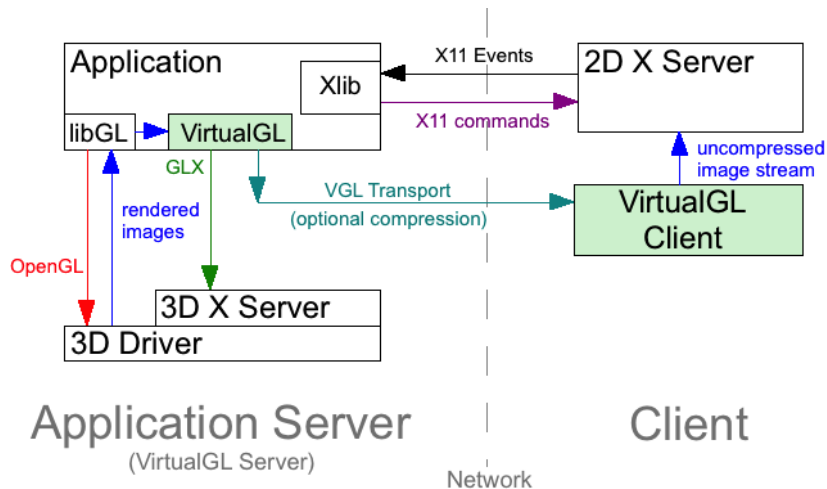 Application
Xlib
libGL
VirtualGL
X11 Events
2D X Server
X11 commands
GLX
rendered
images
VGL Transport
(optional compression)
uncompressed
image stream
VirtualGL
Client
OpenGL
3D X Server
3D Driver
Application Server
(VirtualGL Server)
Network
Client